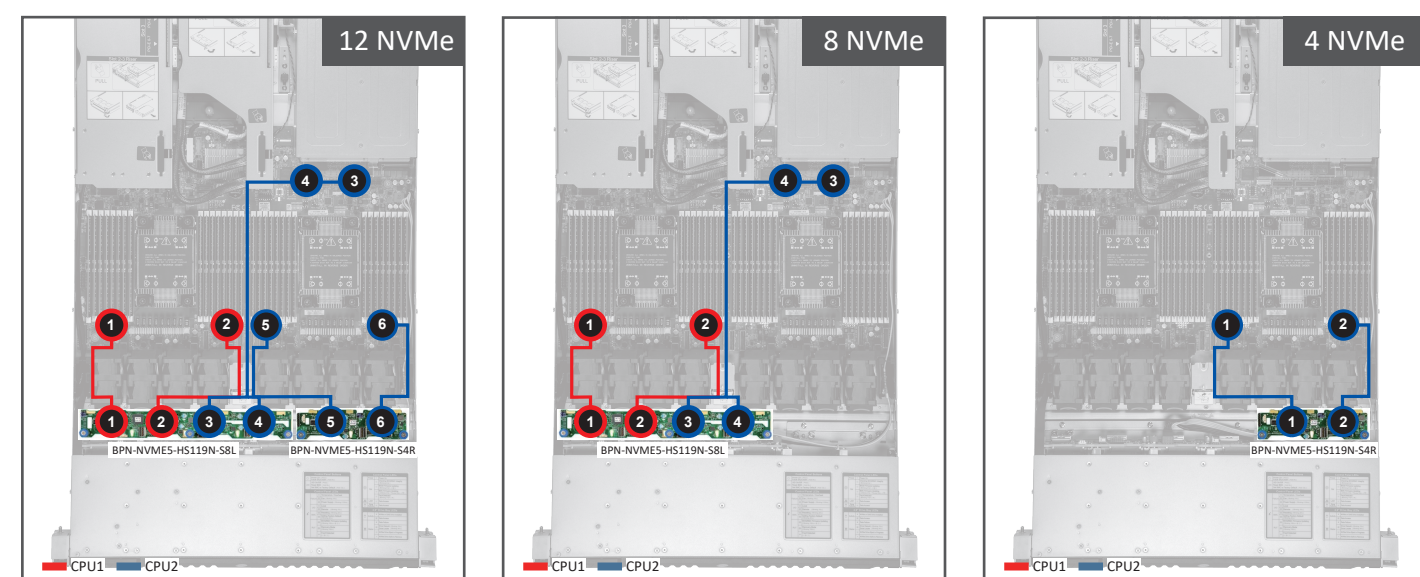 12 NVMe
4 3
1 2 5 6
1 2 3 4 5 6
BPN-NVME5-HS119N-S8L BPN-NVME5-HS119N-S4R
CPU1 CPU2
8 NVMe
4 3
1 2
1 2 3 4
BPN-NVME5-HS119N-S8L
CPU1 CPU2
4 NVMe
1 2
1 2
BPN-NVME5-HS119N-S4R
CPU1 CPU2